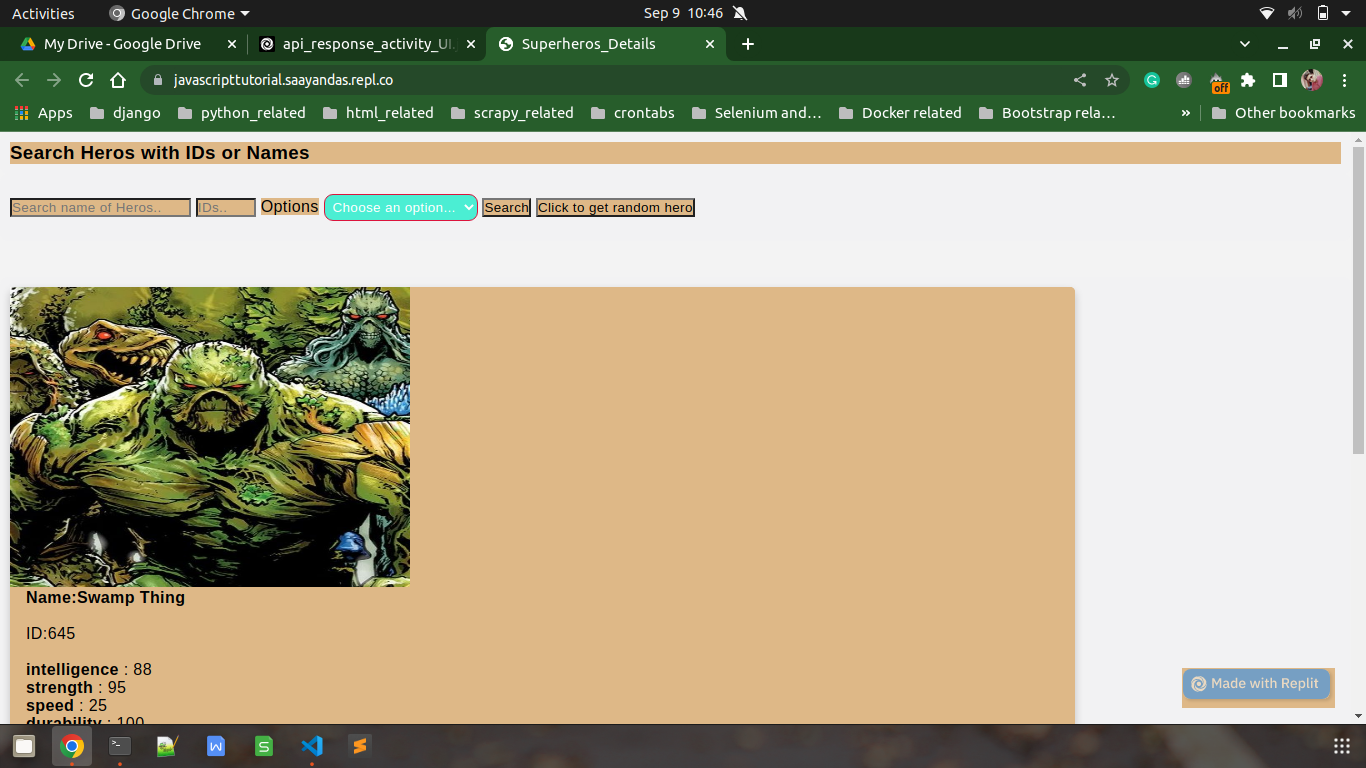 Activities Google Chrome Sep 9 10:46
My Drive - Google Drive api_response_activity_UI. Superheros_Details
javascripttutorial.saayandas.repl.co off
Apps django python_related html_related scrapy_related crontabs Selenium and… Docker related Bootstrap rela… » Other bookmarks
Search Heros with IDs or Names
Search name of Heros.. IDs.. Options Choose an option... Search Click to get random hero
Name:Swamp Thing
ID:645
intelligence : 88
strength : 95
speed : 25
durability : 100
Made with Replit